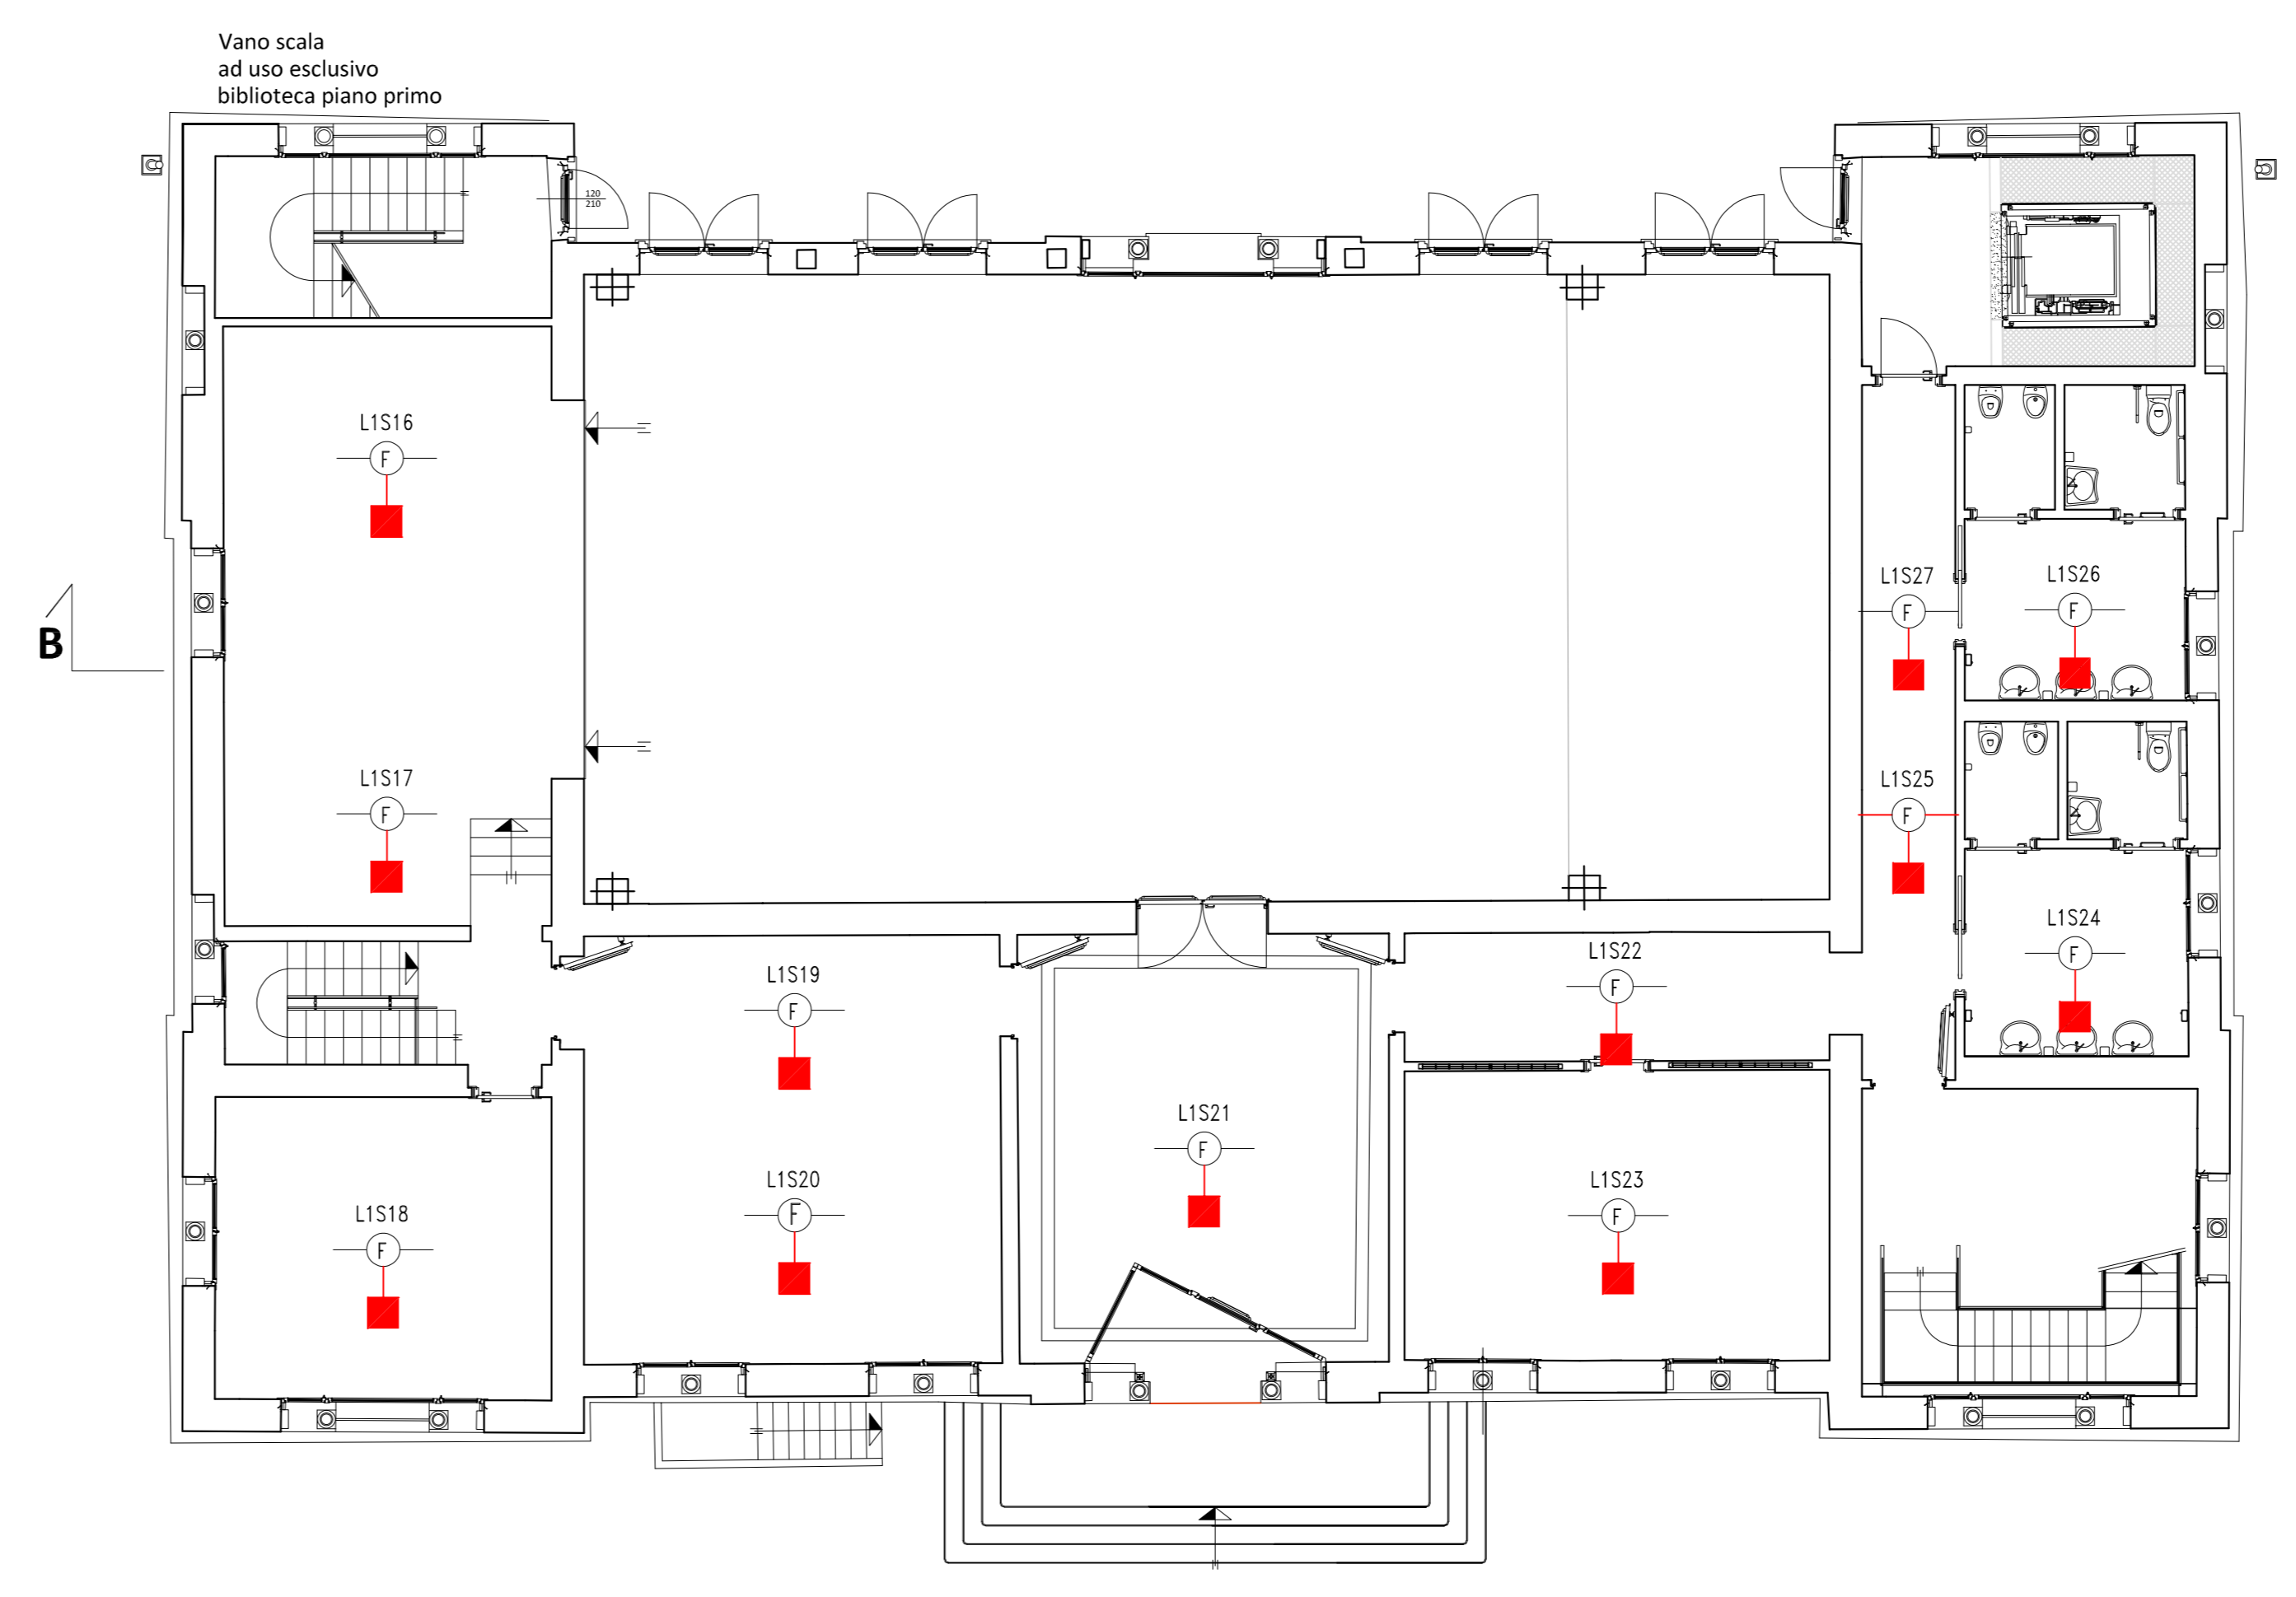 Vano scala
ad uso esclusivo
biblioteca piano primo
120
210
L1S16
F
L1S27
F
L1S26
F
B
L1S17
F
L1S25
F
L1S24
F
L1S19
F
L1S22
F
L1S21
F
L1S20
F
L1S23
F
L1S18
F